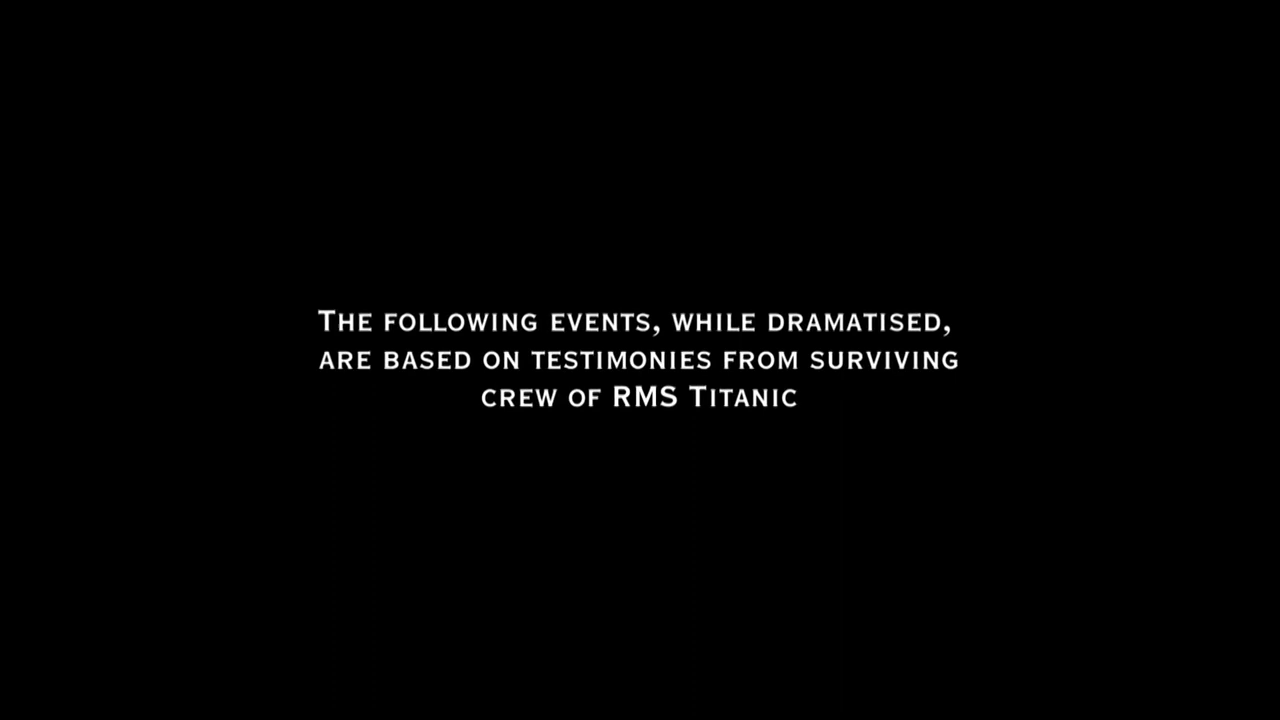 The following events, while dramatised,
are based on testimonies from surviving
crew of RMS Titanic